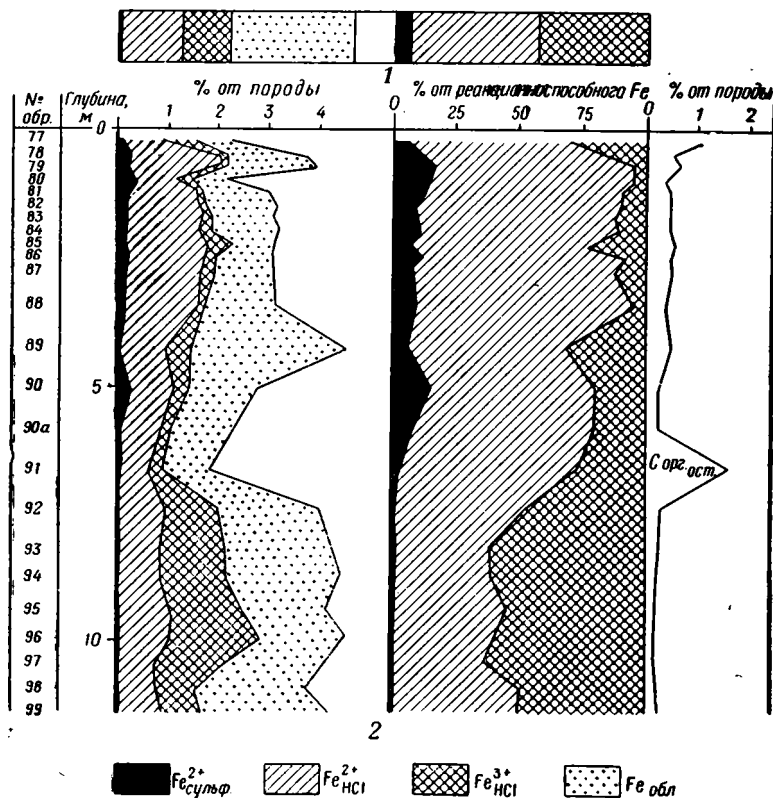 1
№ обр.
Глубина, м
% от породы
1 2 3 4
% от реакционноспособного Fe
0 25 50 75
% от породы
0 1 2
0
5
10
77
78
79
80
81
82
83
84
85
86
87
88
89
90
90а
91
92
93
94
95
96
97
98
99
С орг. ост.
2
Fe²⁺ сульф.
Fe²⁺ HCl
Fe³⁺ HCl
Fe обл